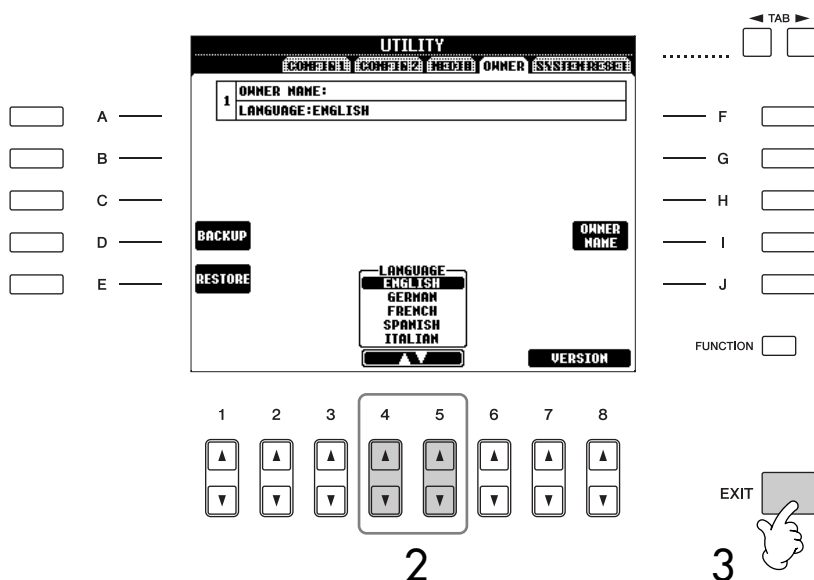 ◄ TAB ►
UTILITY
CONFIG 1 CONFIG 2 MEDIA OWNER SYSTEM RESET
1 OWNER NAME:
LANGUAGE:ENGLISH
A
B
C
D
E
F
G
H
I
J
BACKUP
RESTORE
OWNER
NAME
LANGUAGE
ENGLISH
GERMAN
FRENCH
SPANISH
ITALIAN
▲▼
VERSION
FUNCTION
1 2 3 4 5 6 7 8
EXIT
2
3